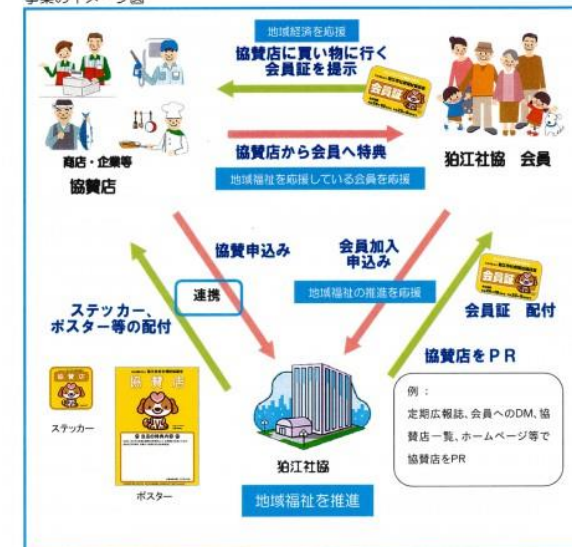 事業のイメージ図
地域経済を応援
協賛店に買い物に行く
会員証を提示
会員証
商店・企業等
協賛店
協賛店から会員へ特典
地域福祉を応援している会員を応援
狛江社協 会員
協賛申込み
会員加入
申込み
連携
地域福祉の推進を応援
会員証
会員証 配付
ステッカー、
ポスター等の配付
協賛店をPR
協賛店
協賛店
ステッカー
ポスター
狛江社協
地域福祉を推進
例:
定期広報誌、会員へのDM、協
賛店一覧、ホームページ等で
協賛店をPR